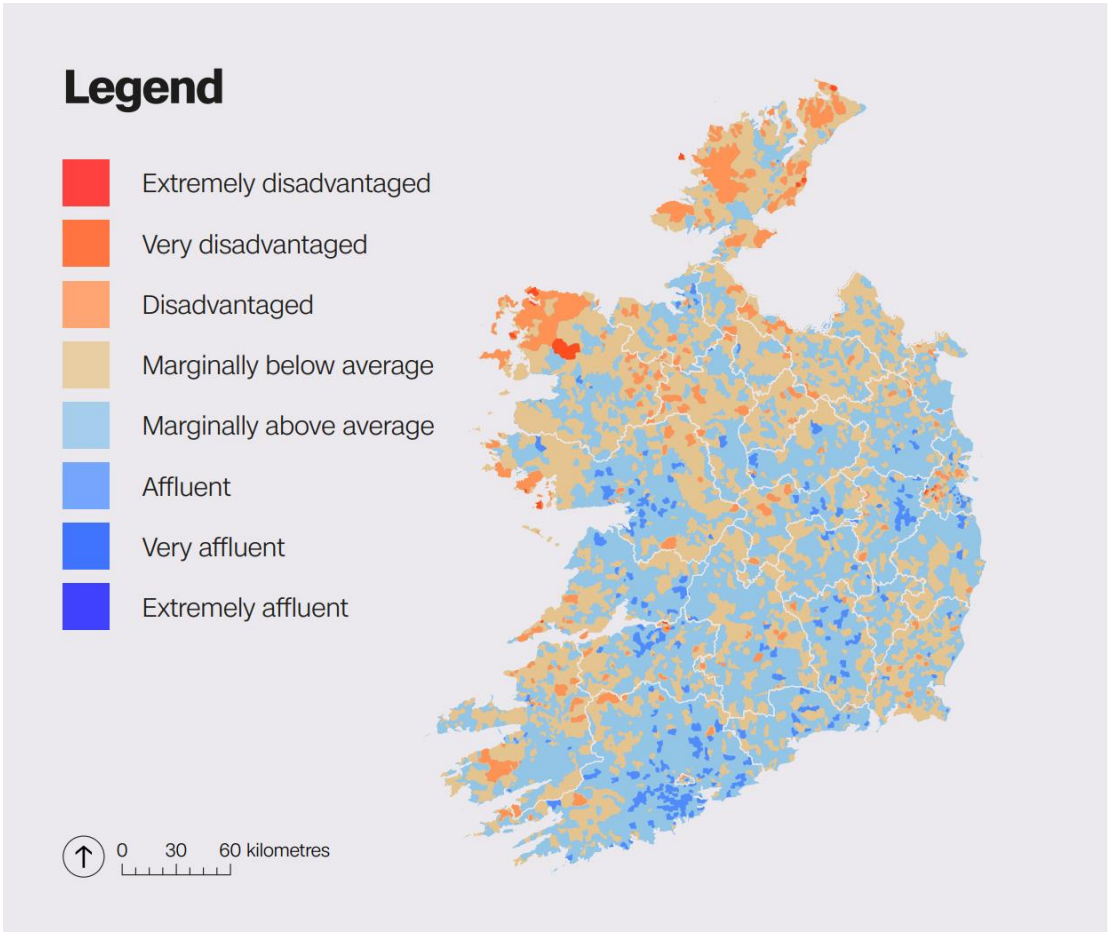 Legend
Extremely disadvantaged
Very disadvantaged
Disadvantaged
Marginally below average
Marginally above average
Affluent
Very affluent
Extremely affluent
0 30 60 kilometres